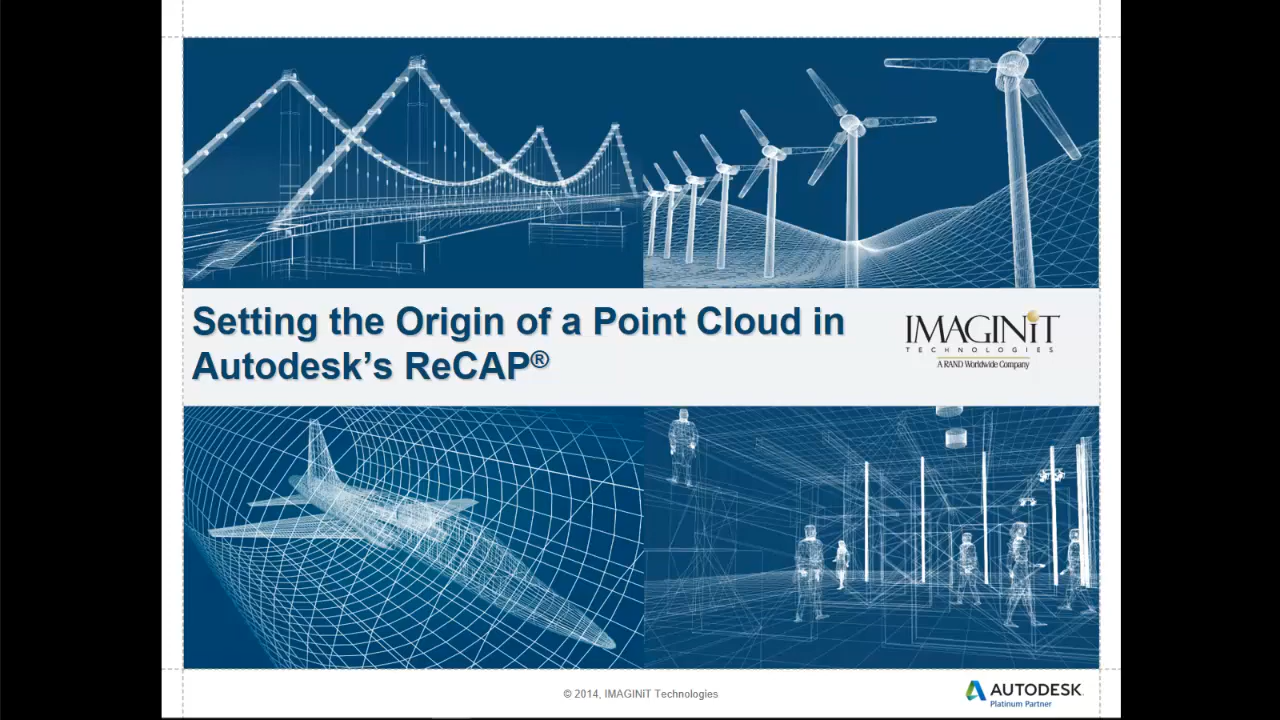 Setting the Origin of a Point Cloud in
Autodesk’s ReCAP®
IMAGINiT
TECHNOLOGIES
A RAND Worldwide Company
© 2014, IMAGINiT Technologies
AUTODESK
Platinum Partner